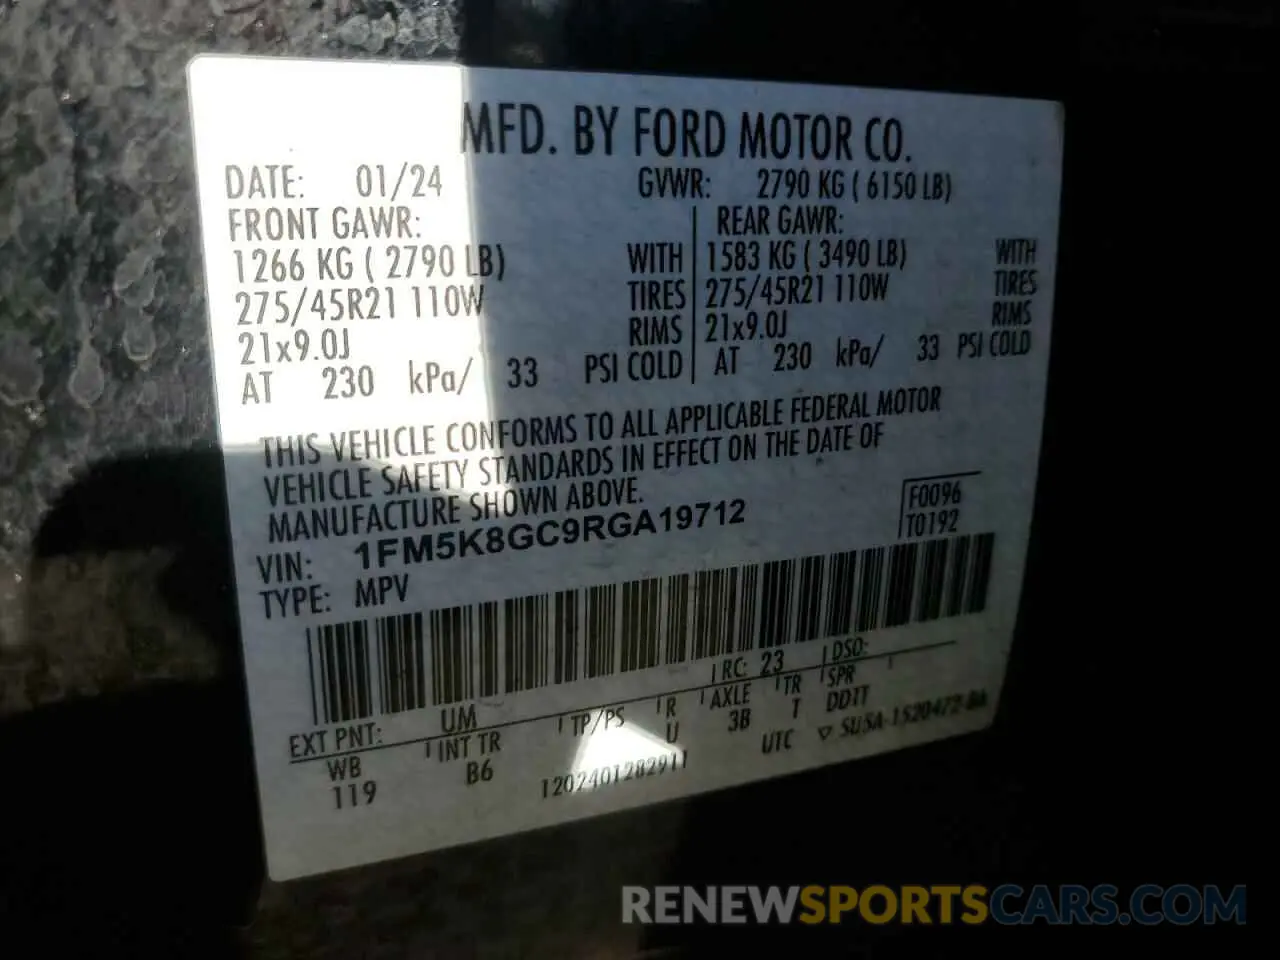 MFD. BY FORD MOTOR CO.
DATE: 01/24 GVWR: 2790 KG ( 6150 LB)
FRONT GAWR: REAR GAWR:
1266 KG ( 2790 LB) WITH 1583 KG ( 3490 LB) WITH
275/45R21 110W TIRES 275/45R21 110W TIRES
21x9.0J RIMS 21x9.0J RIMS
AT 230 kPa/ 33 PSI COLD AT 230 kPa/ 33 PSI COLD
THIS VEHICLE CONFORMS TO ALL APPLICABLE FEDERAL MOTOR
VEHICLE SAFETY STANDARDS IN EFFECT ON THE DATE OF
MANUFACTURE SHOWN ABOVE.
F0096
T0192
VIN: 1FM5K8GC9RGA19712
TYPE: MPV
EXT PNT: UM RC: 23 DSO:
WB INT TR TP/PS R AXLE TR SPR
119 B6 U 3B T DDTT
1202401282911 UTC ▽ SUSA-1520472-BA
RENEWSPORTSCARS.COM